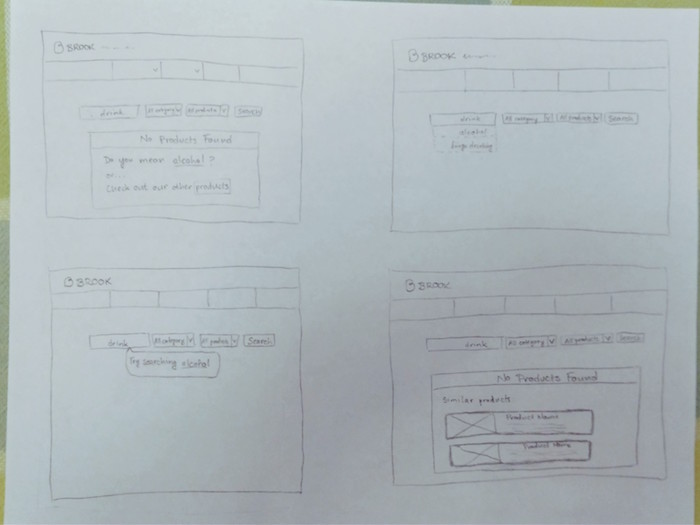 B BROOK
drink All category All products Search
No Products Found
Do you mean alcohol ?
or....
Check out our other products
B BROOK
drink All category All products Search
alcohol
binge drinking
B BROOK
drink All category All products Search
Try searching alcohol
B BROOK
drink All category All products Search
No Products Found
Similar products:
Product Name
Product Name